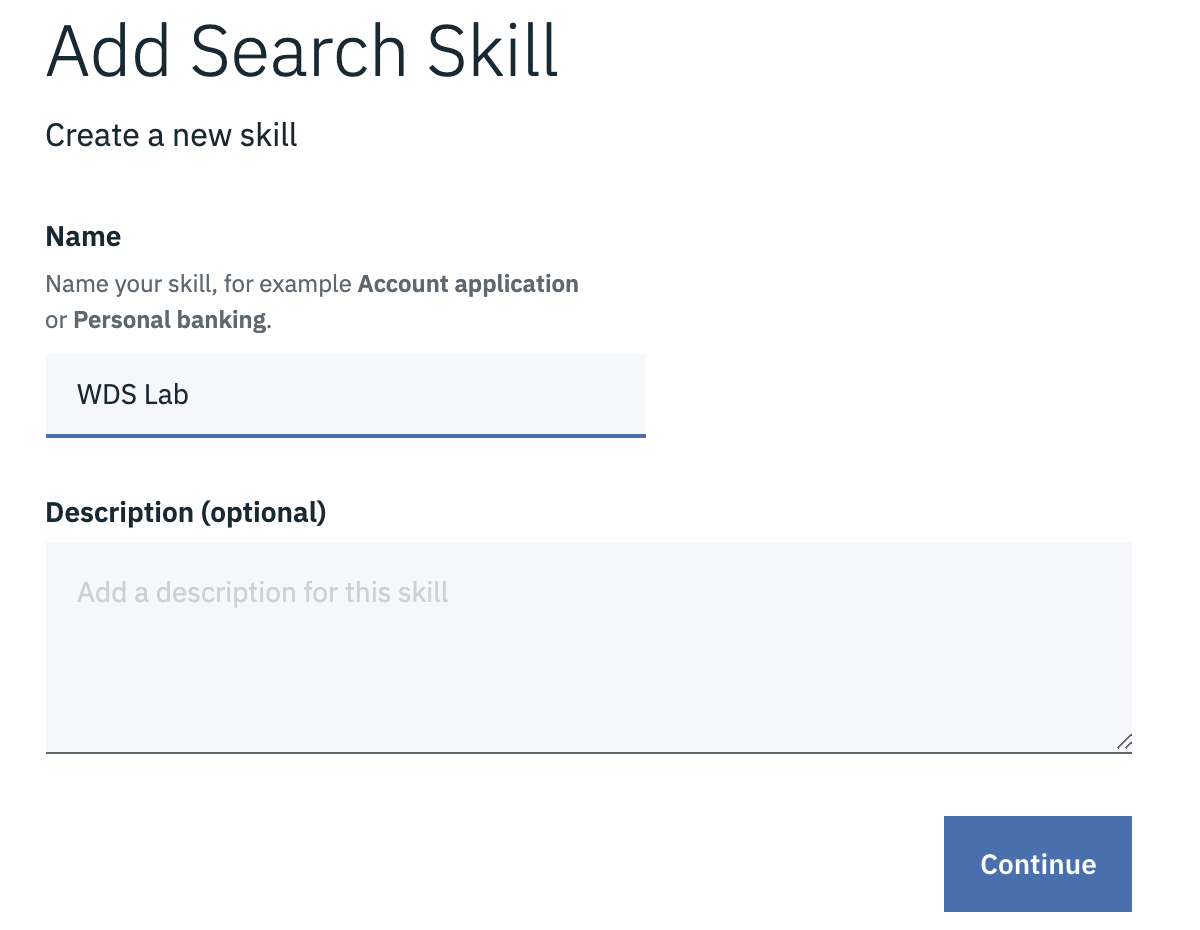 Add Search Skill
Create a new skill
Name
Name your skill, for example Account application
or Personal banking.
WDS Lab
Description (optional)
Add a description for this skill
Continue